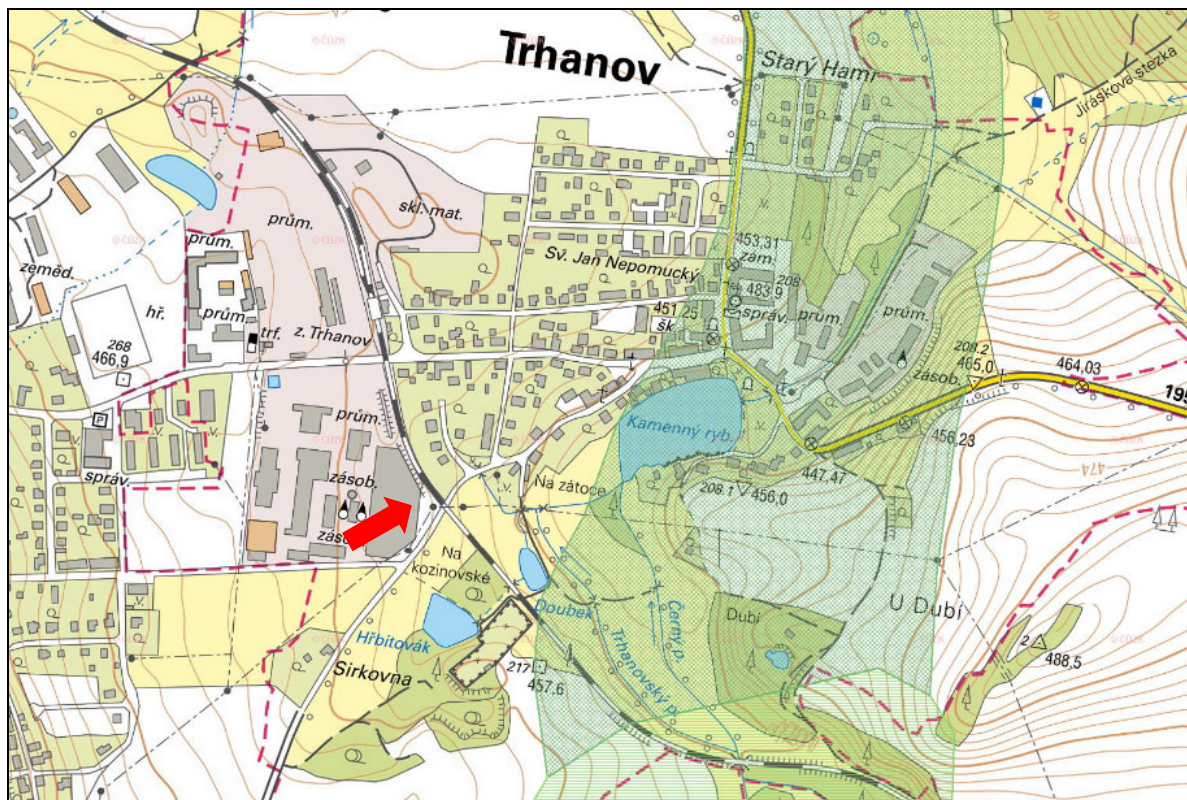 Trhanov
Starý Hamr
Jiráskova stezka
prům.
skl. mat.
prům.
zeměd.
prům.
hř.
268
466,9
trf.
z. Trhanov
Sv. Jan Nepomucký
453,31
zám.
208
483,9
451,25
šk.
správ.
prům.
prům.
208.2
465,0
zásob.
464,03
195
456,23
Kamenný ryb.
447,47
208.1
456,0
P
správ.
prům.
zásob.
Na zátoce
Na
kozinovské
Doubek
Hřbitovák
Sirkovna
217
457,6
Trhanovský p.
Černý p.
Dubí
U Dubí
474
2
488,5
© ČÚZK